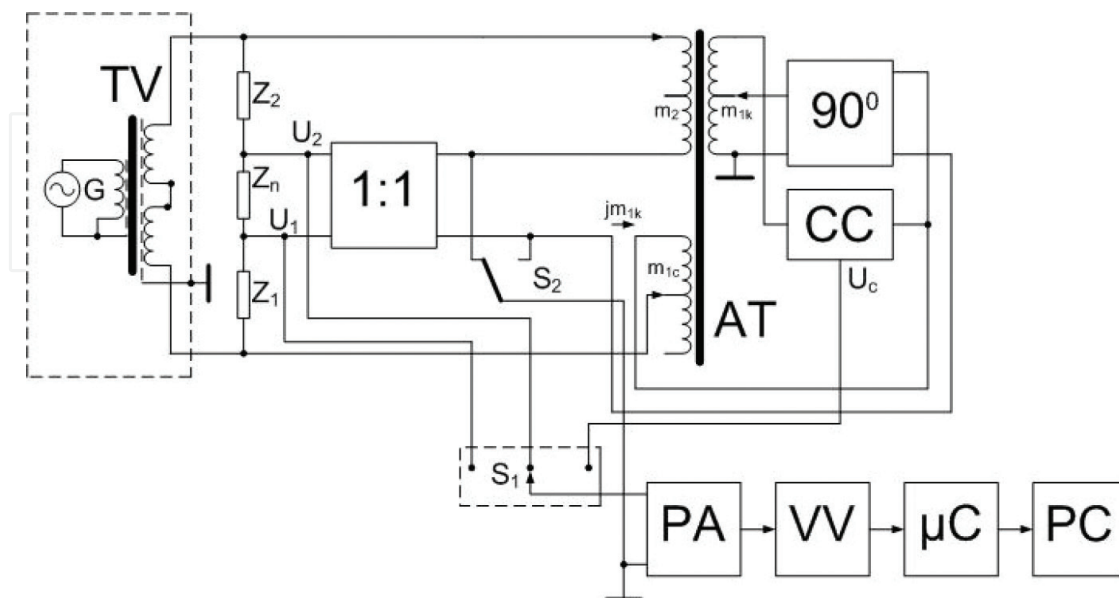 TV
G
Z₂
Zₙ
Z₁
U₂
U₁
1:1
S₂
m₂
m₁ₖ
jm₁ₖ
m₁c
AT
90⁰
CC
Uc
S₁
PA
VV
µC
PC